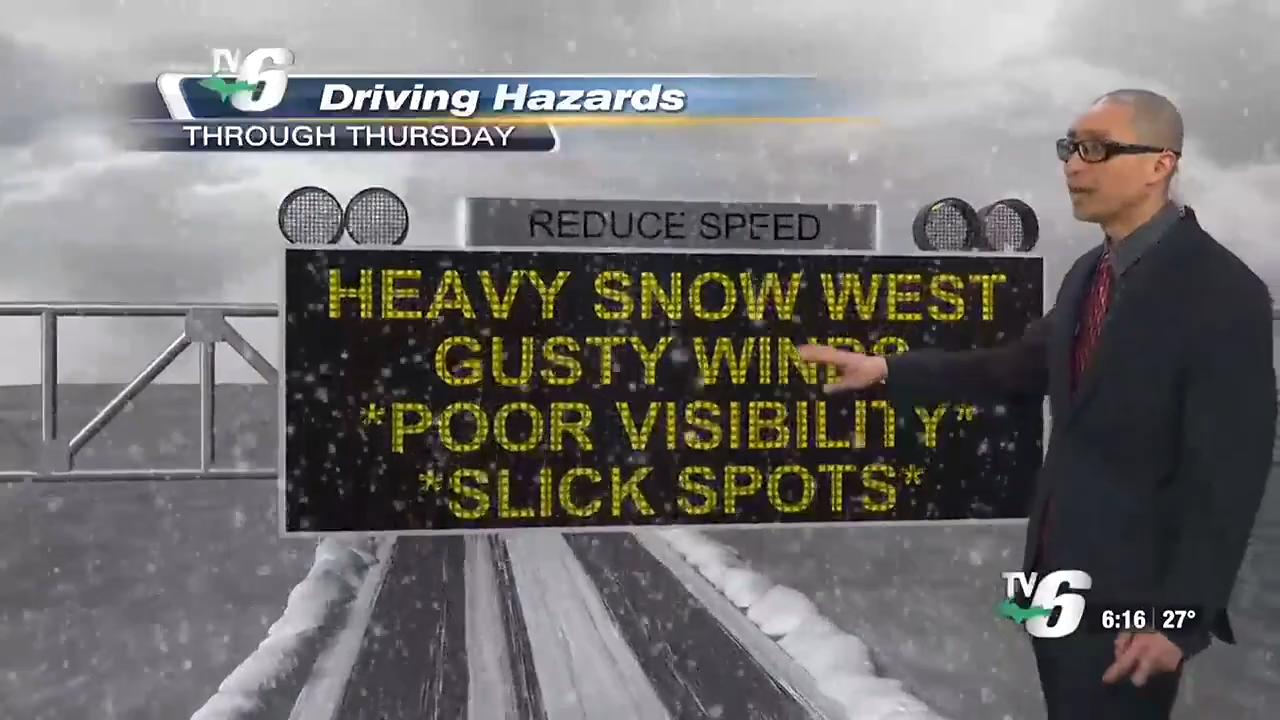 TV6
Driving Hazards
THROUGH THURSDAY
REDUCE SPEED
HEAVY SNOW WEST
GUSTY WINDS
*POOR VISIBILITY*
*SLICK SPOTS*
TV6 6:16 27°